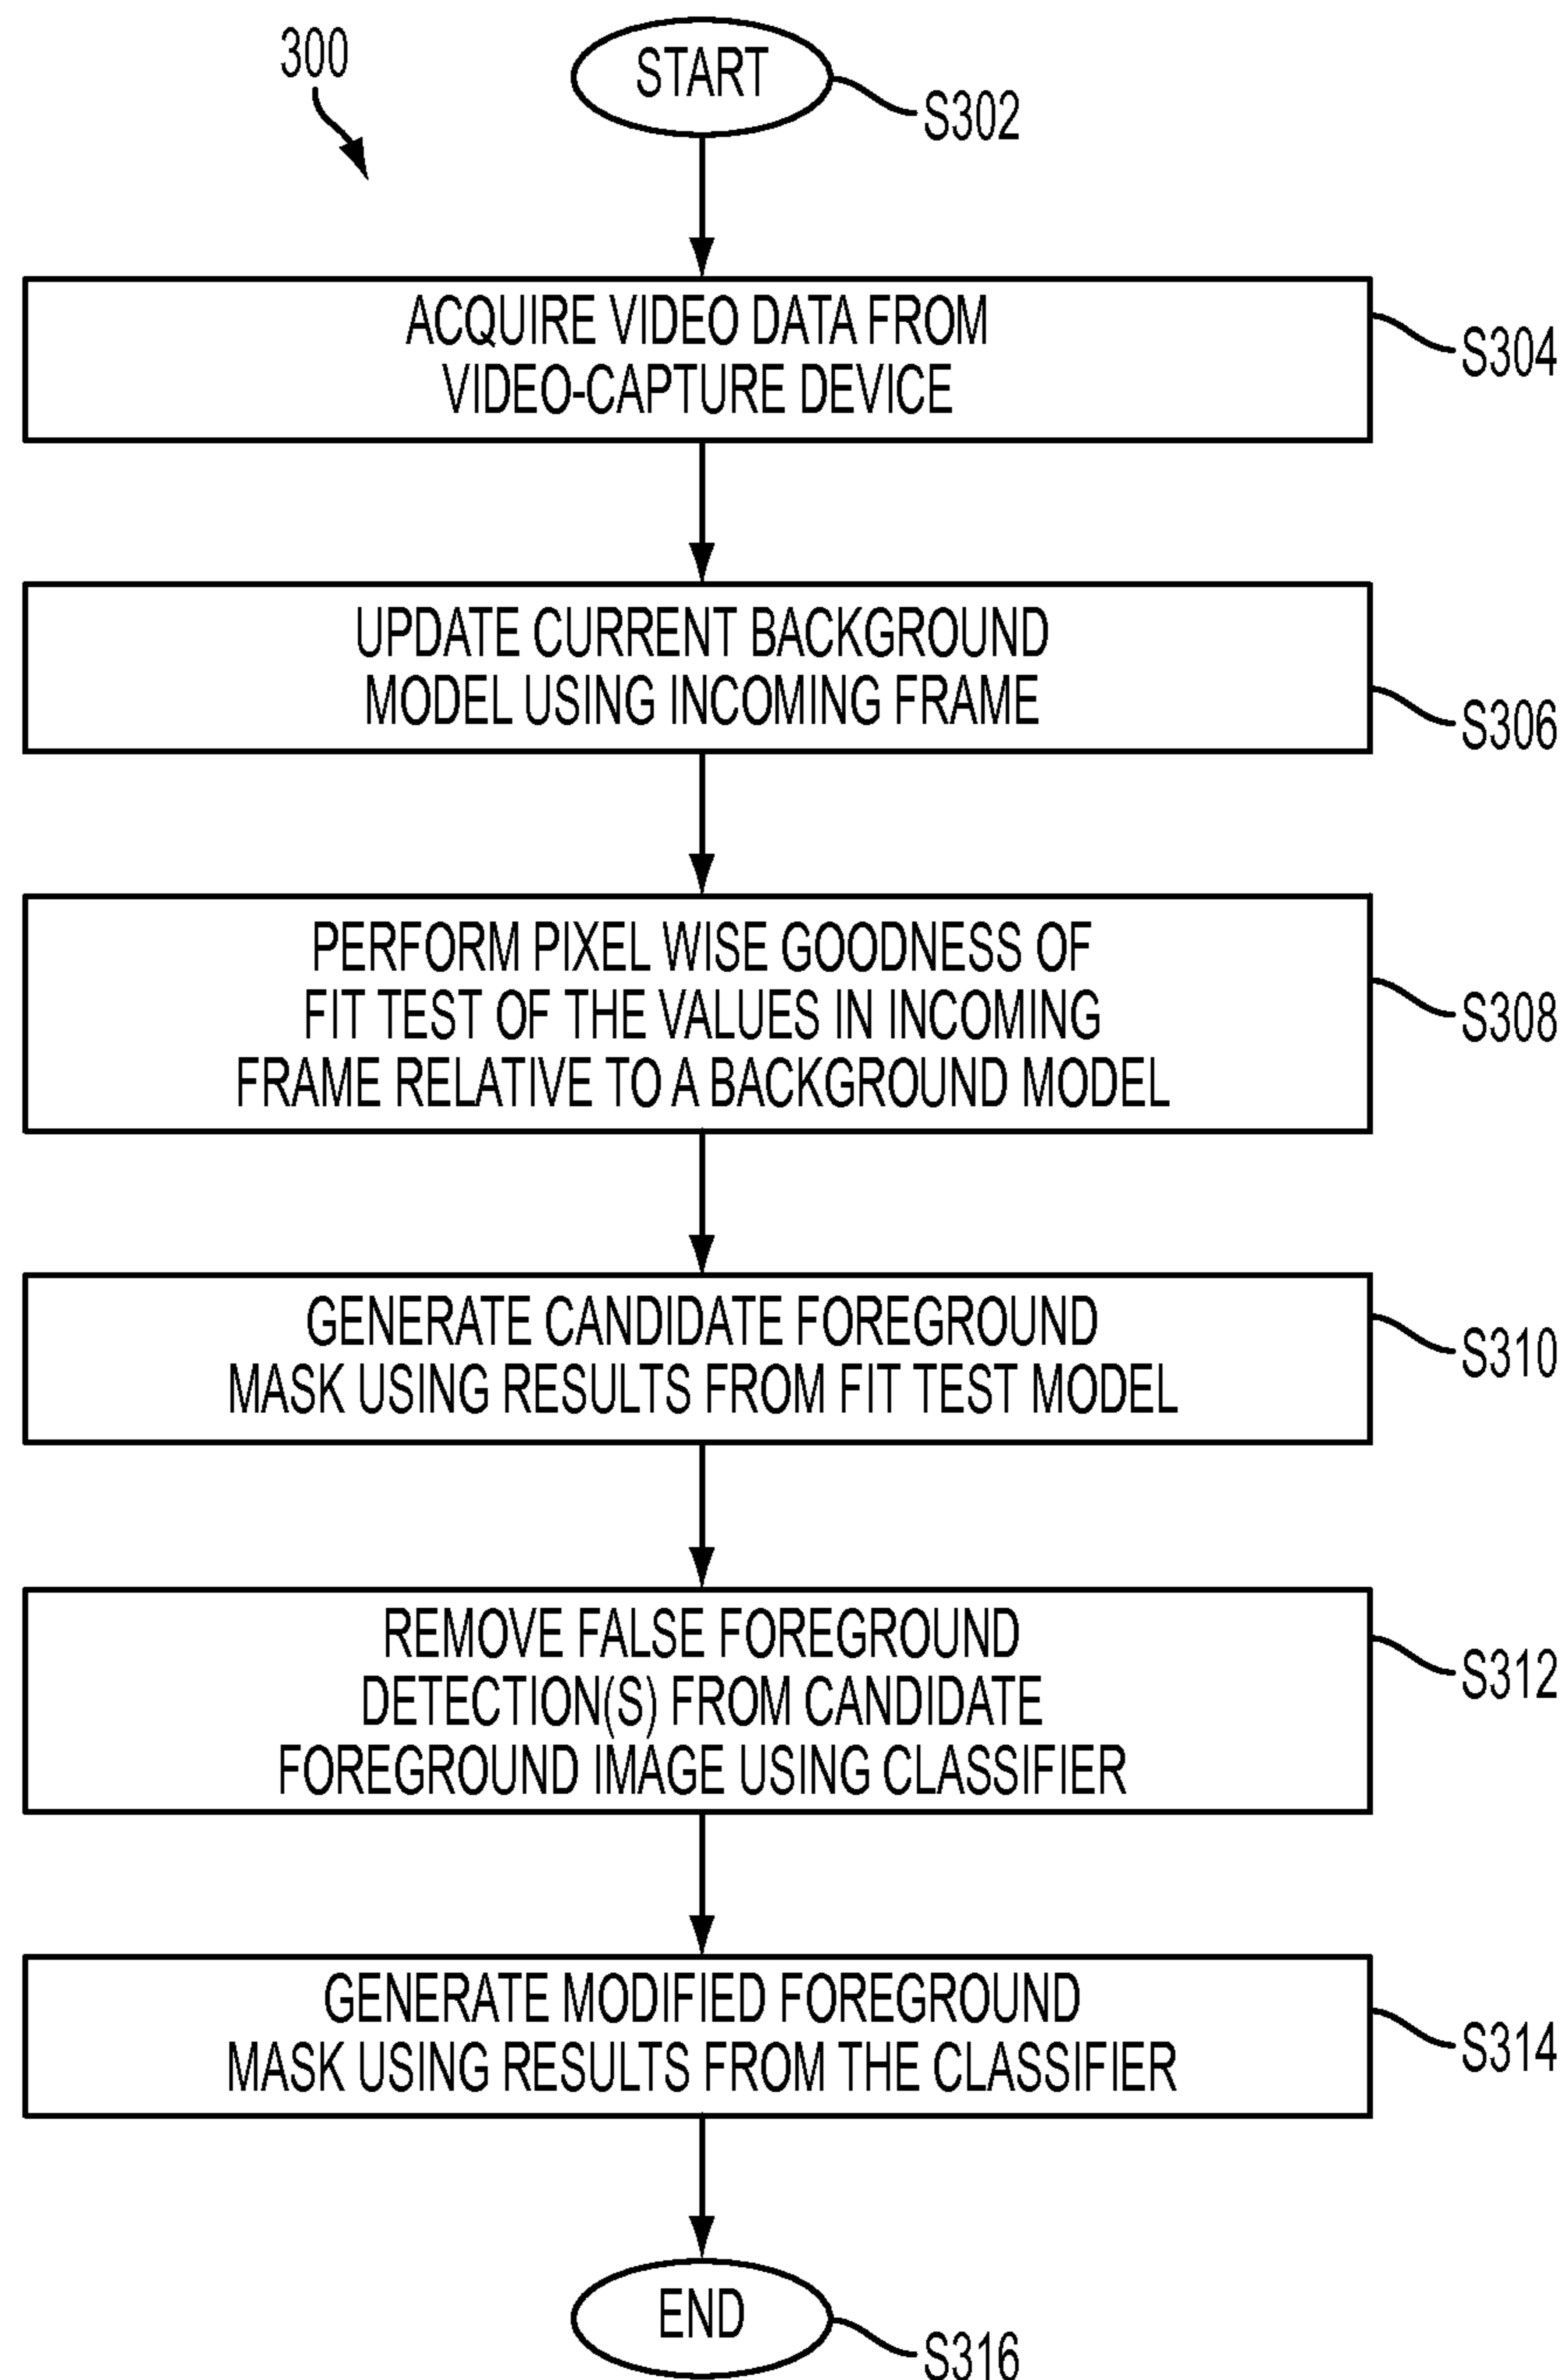 300
START
S302
ACQUIRE VIDEO DATA FROM
VIDEO-CAPTURE DEVICE
S304
UPDATE CURRENT BACKGROUND
MODEL USING INCOMING FRAME
S306
PERFORM PIXEL WISE GOODNESS OF
FIT TEST OF THE VALUES IN INCOMING
FRAME RELATIVE TO A BACKGROUND MODEL
S308
GENERATE CANDIDATE FOREGROUND
MASK USING RESULTS FROM FIT TEST MODEL
S310
REMOVE FALSE FOREGROUND
DETECTION(S) FROM CANDIDATE
FOREGROUND IMAGE USING CLASSIFIER
S312
GENERATE MODIFIED FOREGROUND
MASK USING RESULTS FROM THE CLASSIFIER
S314
END
S316